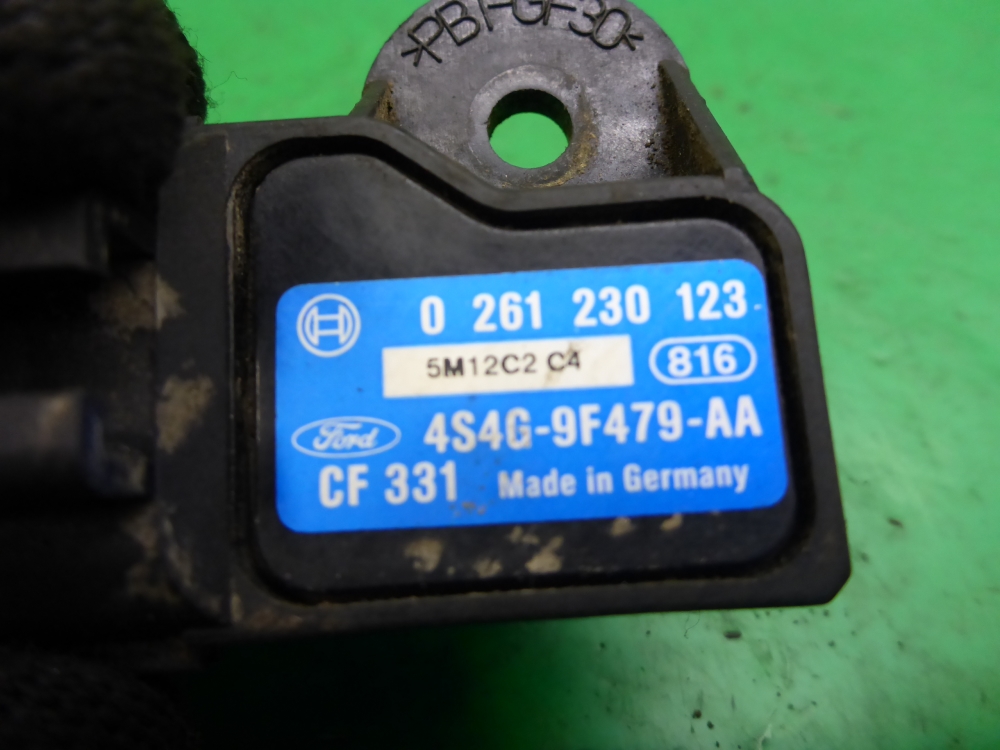 *PBT-GF30*
0 261 230 123
5M12C2 C4
816
Ford 4S4G-9F479-AA
CF 331 Made in Germany